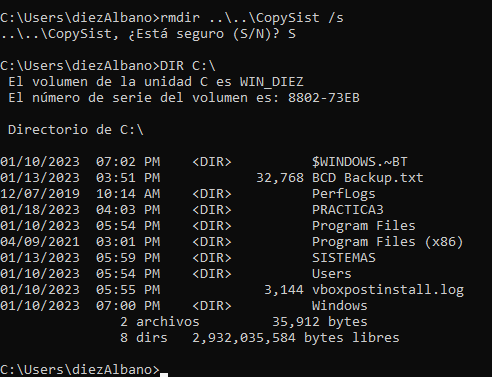 C:\Users\diezAlbano>rmdir ..\..\CopySist /s
..\..\CopySist, ¿Está seguro (S/N)? S
C:\Users\diezAlbano>DIR C:\
El volumen de la unidad C es WIN_DIEZ
El número de serie del volumen es: 8802-73EB
Directorio de C:\
01/10/2023  07:02 PM    <DIR>          $WINDOWS.~BT
01/13/2023  03:51 PM            32,768 BCD Backup.txt
12/07/2019  10:14 AM    <DIR>          PerfLogs
01/18/2023  04:03 PM    <DIR>          PRACTICA3
01/10/2023  05:54 PM    <DIR>          Program Files
04/09/2021  03:01 PM    <DIR>          Program Files (x86)
01/13/2023  05:59 PM    <DIR>          SISTEMAS
01/10/2023  05:54 PM    <DIR>          Users
01/10/2023  05:55 PM             3,144 vboxpostinstall.log
01/10/2023  07:00 PM    <DIR>          Windows
2 archivos         35,912 bytes
8 dirs   2,932,035,584 bytes libres
C:\Users\diezAlbano>